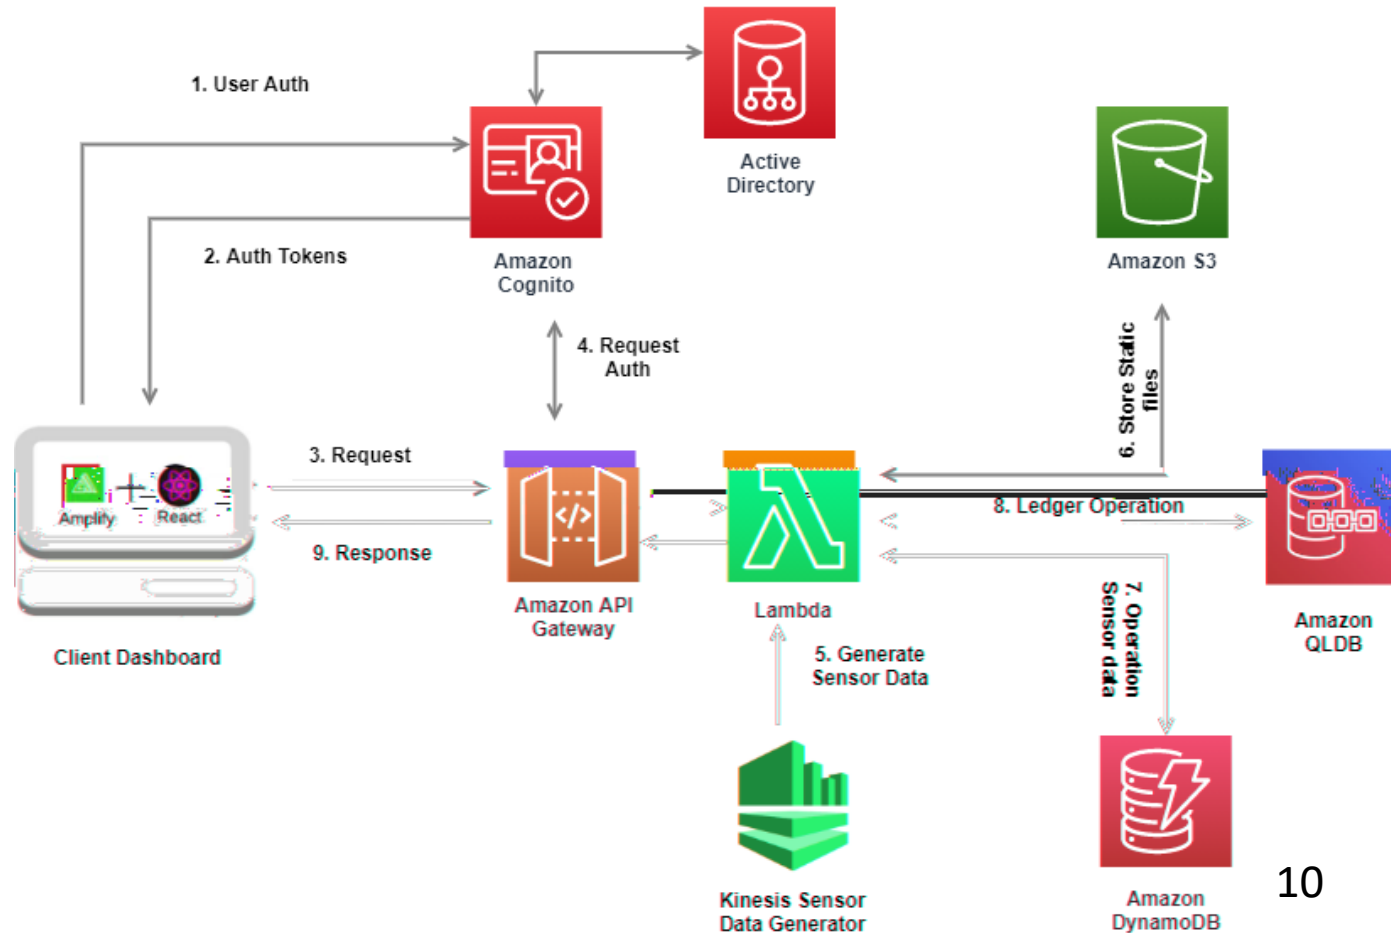 1. User Auth
Active
Directory
2. Auth Tokens
Amazon
Cognito
Amazon S3
4. Request
Auth
6. Store Static
files
3. Request
Amplify
React
8. Ledger Operation
9. Response
Amazon API
Gateway
Lambda
7. Operation
Sensor data
Amazon
QLDB
Client Dashboard
5. Generate
Sensor Data
Kinesis Sensor
Data Generator
Amazon
DynamoDB
10